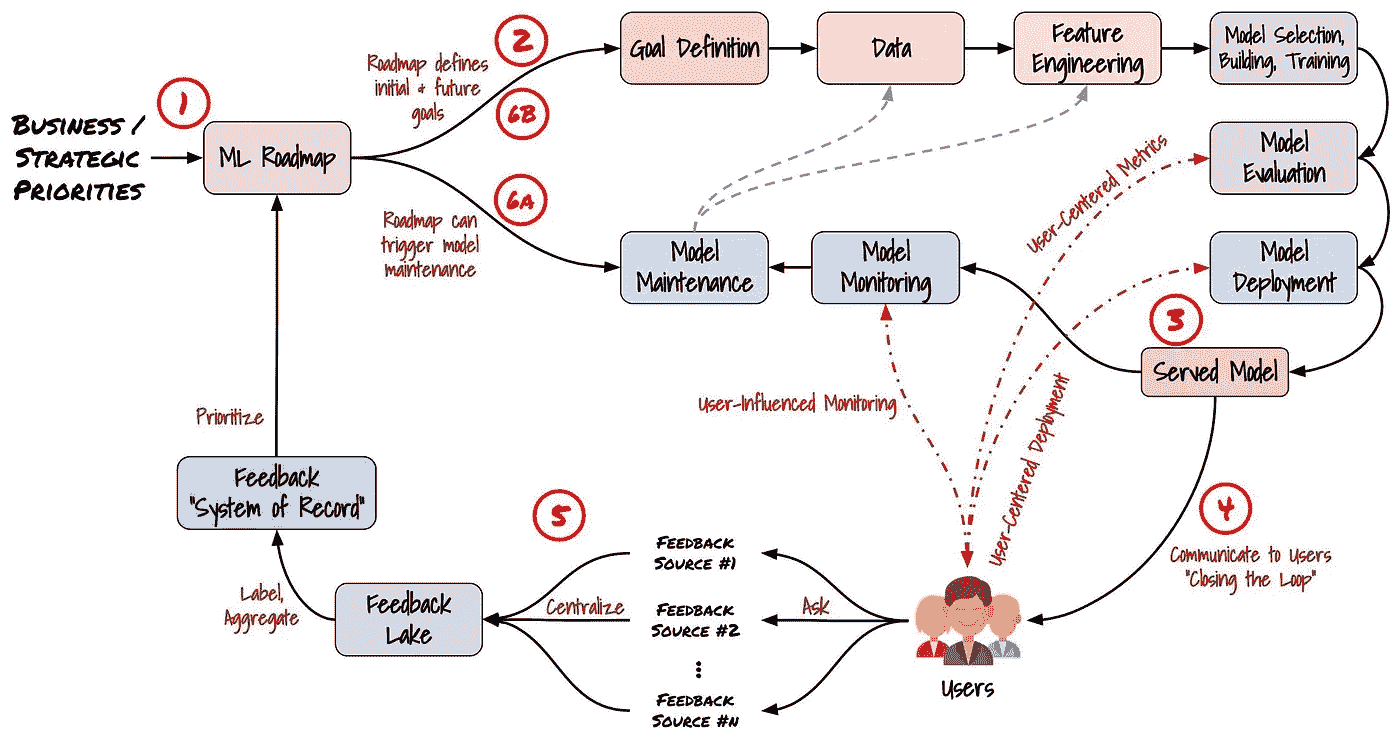 2
Goal Definition
Data
Feature
Engineering
Model Selection,
Building, Training
Roadmap defines
initial & future
goals
1
6B
BUSINESS /
STRATEGIC
PRIORITIES
ML Roadmap
Model
Evaluation
User-Centered Metrics
6A
Roadmap can
trigger model
maintenance
Model
Maintenance
Model
Monitoring
Model
Deployment
3
Served Model
User-Influenced Monitoring
User-Centered Deployment
Prioritize
Feedback
"System of Record"
5
4
Communicate to Users
"Closing the Loop"
FEEDBACK
SOURCE #1
Label,
Aggregate
Feedback
Lake
Centralize
FEEDBACK
SOURCE #2
Ask
FEEDBACK
SOURCE #N
Users